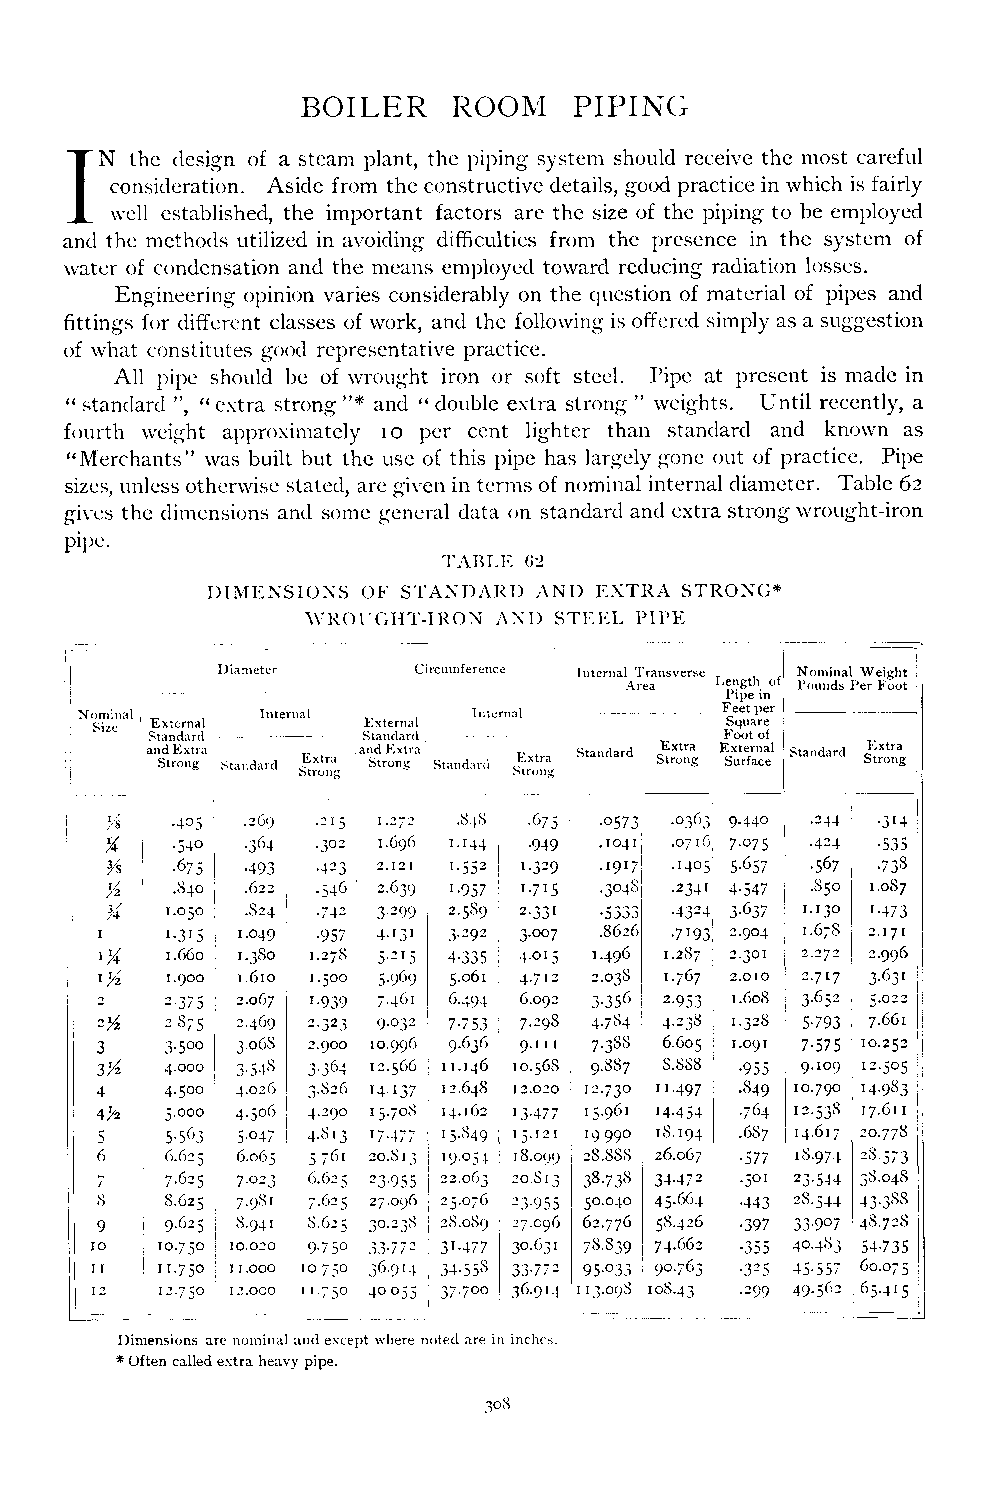 BOILER ROOM PIPING
IN the design of a steam plant, the piping system should receive the most careful
consideration. Aside from the constructive details, good practice in which is fairly
well established, the important factors are the size of the piping to be employed
and the methods utilized in avoiding difficulties from the presence in the system of
water of condensation and the means employed toward reducing radiation losses.
Engineering opinion varies considerably on the question of material of pipes and
fittings for different classes of work, and the following is offered simply as a suggestion
of what constitutes good representative practice.
All pipe should be of wrought iron or soft steel. Pipe at present is made in
“ standard ”, “ extra strong ”* and “ double extra strong ” weights. Until recently, a
fourth weight approximately 10 per cent lighter than standard and known as
“Merchants” was built but the use of this pipe has largely gone out of practice. Pipe
sizes, unless otherwise stated, are given in terms of nominal internal diameter. Table 62
gives the dimensions and some general data on standard and extra strong wrought-iron
pipe.
TABLE 62
DIMENSIONS OF STANDARD AND EXTRA STRONG*
WROUGHT-IRON AND STEEL PIPE
Nominal Size
Diameter
External Standard and Extra Strong
Internal
Standard
Extra Strong
Circumference
External Standard and Extra Strong
Internal
Standard
Extra Strong
Internal Transverse Area
Standard
Extra Strong
Length of Pipe in Feet per Square Foot of External Surface
Nominal Weight Pounds Per Foot
Standard
Extra Strong
⅛ .405 .269 .215 1.272 .848 .675 .0573 .0363 9.440 .244 .314
¼ .540 .364 .302 1.696 1.144 .949 .1041 .0716 7.075 .424 .535
⅜ .675 .493 .423 2.121 1.552 1.329 .1917 .1405 5.657 .567 .738
½ .840 .622 .546 2.639 1.957 1.715 .3048 .2341 4.547 .850 1.087
¾ 1.050 .824 .742 3.299 2.589 2.331 .5333 .4324 3.637 1.130 1.473
1 1.315 1.049 .957 4.131 3.292 3.007 .8626 .7193 2.904 1.678 2.171
1¼ 1.660 1.380 1.278 5.215 4.335 4.015 1.496 1.287 2.301 2.272 2.996
1½ 1.900 1.610 1.500 5.969 5.061 4.712 2.038 1.767 2.010 2.717 3.631
2 2.375 2.067 1.939 7.461 6.494 6.092 3.356 2.953 1.608 3.652 5.022
2½ 2 875 2.469 2.323 9.032 7.753 7.298 4.784 4.238 1.328 5.793 7.661
3 3.500 3.068 2.900 10.996 9.636 9.111 7.388 6.605 1.091 7.575 10.252
3½ 4.000 3.548 3.364 12.566 11.146 10.568 9.887 8.888 .955 9.109 12.505
4 4.500 4.026 3.826 14.137 12.648 12.020 12.730 11.497 .849 10.790 14.983
4½ 5.000 4.506 4.290 15.708 14.162 13.477 15.961 14.454 .764 12.538 17.611
5 5.563 5.047 4.813 17.477 15.849 15.121 19 990 18.194 .687 14.617 20.778
6 6.625 6.065 5 761 20.813 19.054 18.099 28.888 26.067 .577 18.974 28.573
7 7.625 7.023 6.625 23.955 22.063 20.813 38.738 34.472 .501 23.544 38.048
8 8.625 7.981 7.625 27.096 25.076 23.955 50.040 45.664 .443 28.544 43.388
9 9.625 8.941 8.625 30.238 28.089 27.096 62.776 58.426 .397 33.907 48.728
10 10.750 10.020 9.750 33.772 31.477 30.631 78.839 74.662 .355 40.483 54.735
11 11.750 11.000 10 750 36.914 34.558 33.772 95.033 90.763 .325 45.557 60.075
12 12.750 12.000 11.750 40 055 37.700 36.914 113.098 108.43 .299 49.562 65.415
Dimensions are nominal and except where noted are in inches.
* Often called extra heavy pipe.
308